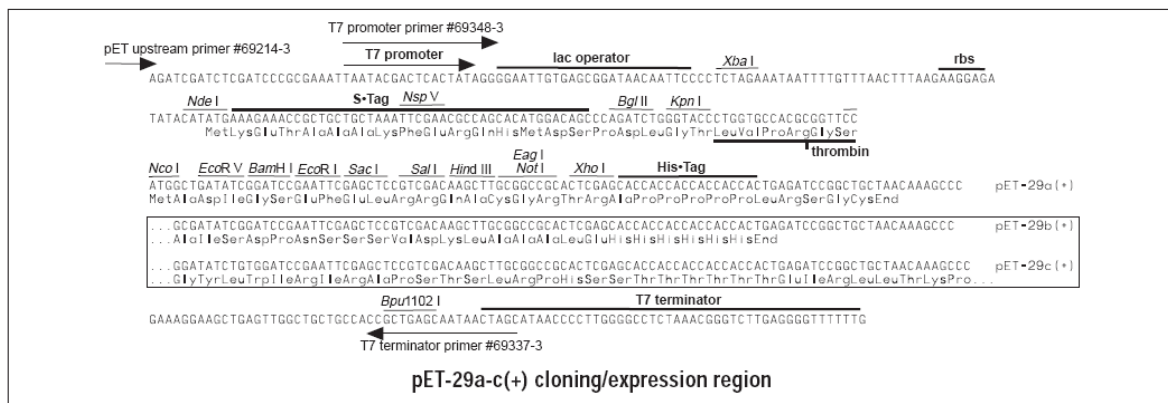 T7 promoter primer #69348-3
pET upstream primer #69214-3
T7 promoter
lac operator
Xba I
rbs
AGATCGATCTCGATCCCGCGAAATTAATACGACTCACTATAGGGGAATTGTGAGCGGATAACAATTCCCCTCTAGAAATAATTTTGTTTAACTTTAAGAAGGAGA
Nde I
S•Tag
Nsp V
Bgl II
Kpn I
TATACATATGAAAGAAACCGCTGCTGCTAAATTCGAACGCCAGCACATGGACAGCCCAGATCTGGGTACCCTGGTGCCACGCGGTTCC
MetLysGluThrAlaAlaAlaLysPheGluArgGlnHisMetAspSerProAspLeuGlyThrLeuValProArgGlySer
thrombin
Nco I
EcoR V
BamH I
EcoR I
Sac I
Sal I
Hind III
Eag I
Not I
Xho I
His•Tag
ATGGCTGATATCGGATCCGAATTCGAGCTCCGTCGACAAGCTTGCGGCCGCACTCGAGCACCACCACCACCACCACTGAGATCCGGCTGCTAACAAAGCCC
pET-29a(+)
MetAlaAspIleGlySerGluPheGluLeuArgArgGlnAlaCysGlyArgThrArgAlaProProProProProLeuArgSerGlyCysEnd
...GCGATATCGGATCCGAATTCGAGCTCCGTCGACAAGCTTGCGGCCGCACTCGAGCACCACCACCACCACCACTGAGATCCGGCTGCTAACAAAGCCC
pET-29b(+)
...AlaIleSerAspProAsnSerSerSerValAspLysLeuAlaAlaAlaLeuGluHisHisHisHisHisHisEnd
...GGATATCTGTGGATCCGAATTCGAGCTCCGTCGACAAGCTTGCGGCCGCACTCGAGCACCACCACCACCACCACTGAGATCCGGCTGCTAACAAAGCCC
pET-29c(+)
...GlyTyrLeuTrpIleArgIleArgAlaProSerThrSerLeuArgProHisSerSerThrThrThrThrThrThrGluIleArgLeuLeuThrLysPro...
Bpu1102 I
T7 terminator
GAAAGGAAGCTGAGTTGGCTGCTGCCACCGCTGAGCAATAACTAGCATAACCCCTTGGGGCCTCTAAACGGGTCTTGAGGGGTTTTTTG
T7 terminator primer #69337-3
pET-29a-c(+) cloning/expression region